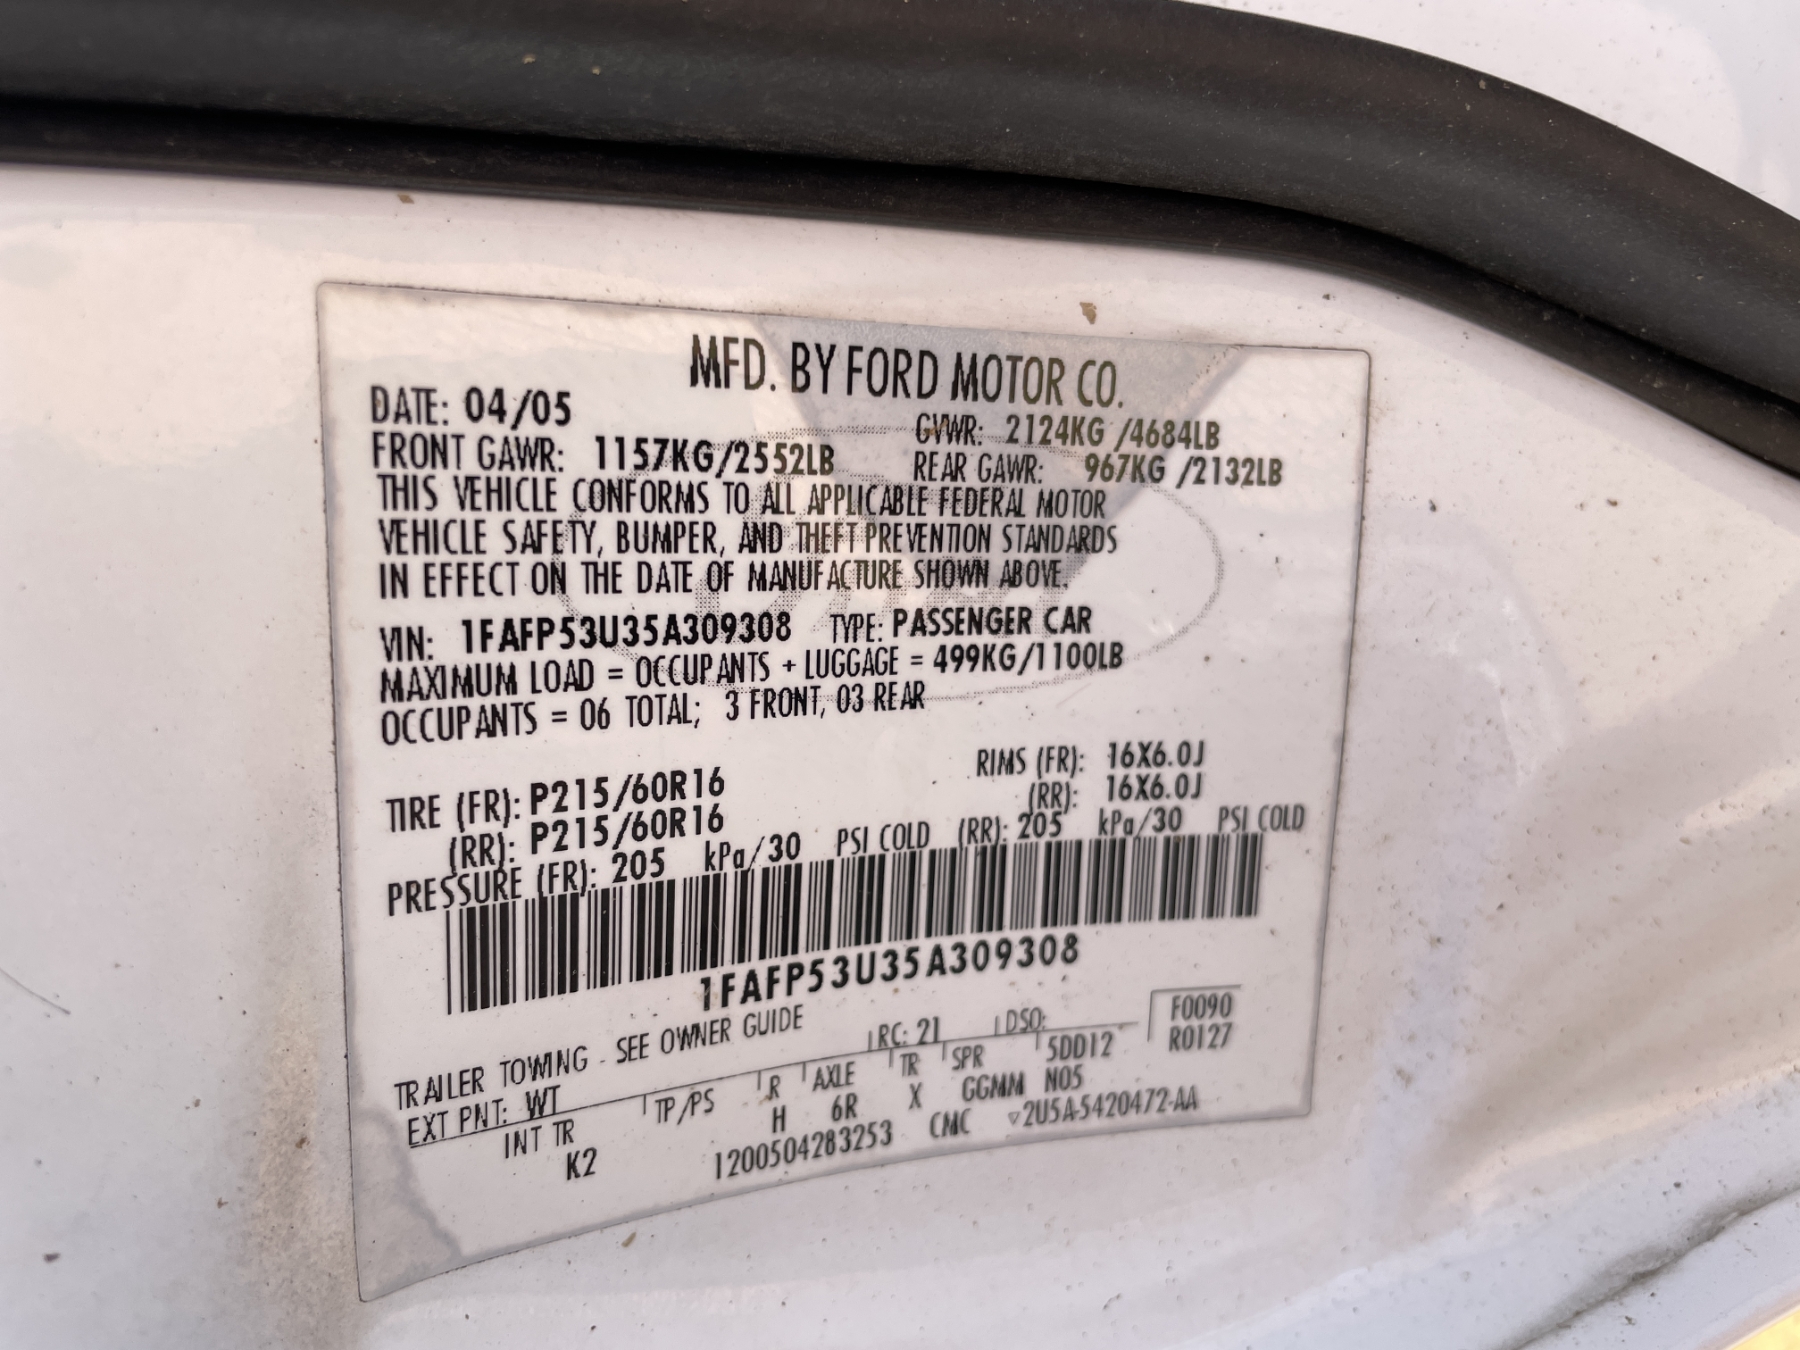 MFD. BY FORD MOTOR CO.
DATE: 04/05
GVWR: 2124KG /4684LB
FRONT GAWR: 1157KG/2552LB REAR GAWR: 967KG /2132LB
THIS VEHICLE CONFORMS TO ALL APPLICABLE FEDERAL MOTOR
VEHICLE SAFETY, BUMPER, AND THEFT PREVENTION STANDARDS
IN EFFECT ON THE DATE OF MANUFACTURE SHOWN ABOVE.
VIN: 1FAFP53U35A309308 TYPE: PASSENGER CAR
MAXIMUM LOAD = OCCUPANTS + LUGGAGE = 499KG/1100LB
OCCUPANTS = 06 TOTAL; 3 FRONT, 03 REAR
TIRE (FR): P215/60R16 RIMS (FR): 16X6.0J
(RR): P215/60R16 (RR): 16X6.0J
PRESSURE (FR): 205 kPa/30 PSI COLD (RR): 205 kPa/30 PSI COLD
1FAFP53U35A309308
TRAILER TOWING - SEE OWNER GUIDE
EXT PNT: WT RC: 21 DSO: F0090
INT TR TP/PS R AXLE TR SPR 5DD12 R0127
K2 H 6R X GGMM N05
1200504283253 CMC ▽2U5A-5420472-AA